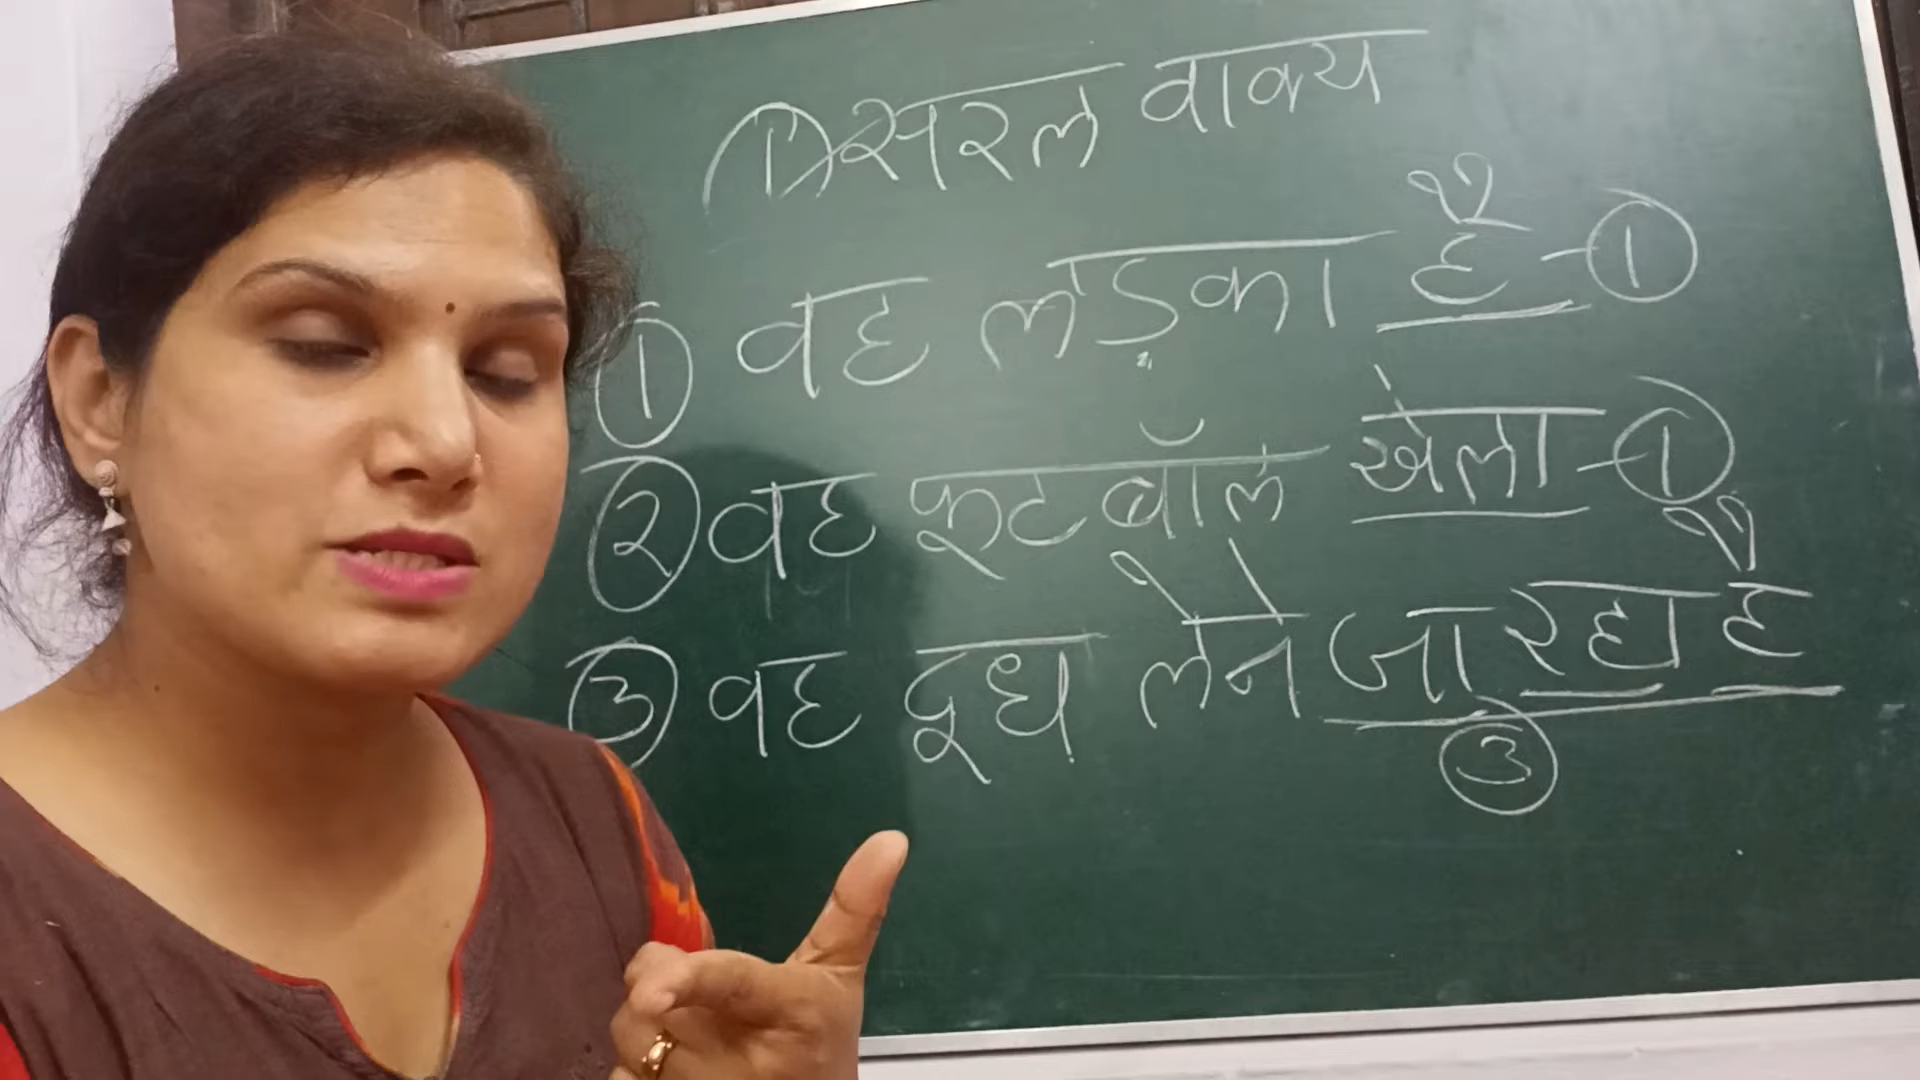 (1) सरल वाक्य
① वह लड़का है - ①
② वह फूटबॉल खेला - ①
③ वह दूध लेने जा रहा है
③